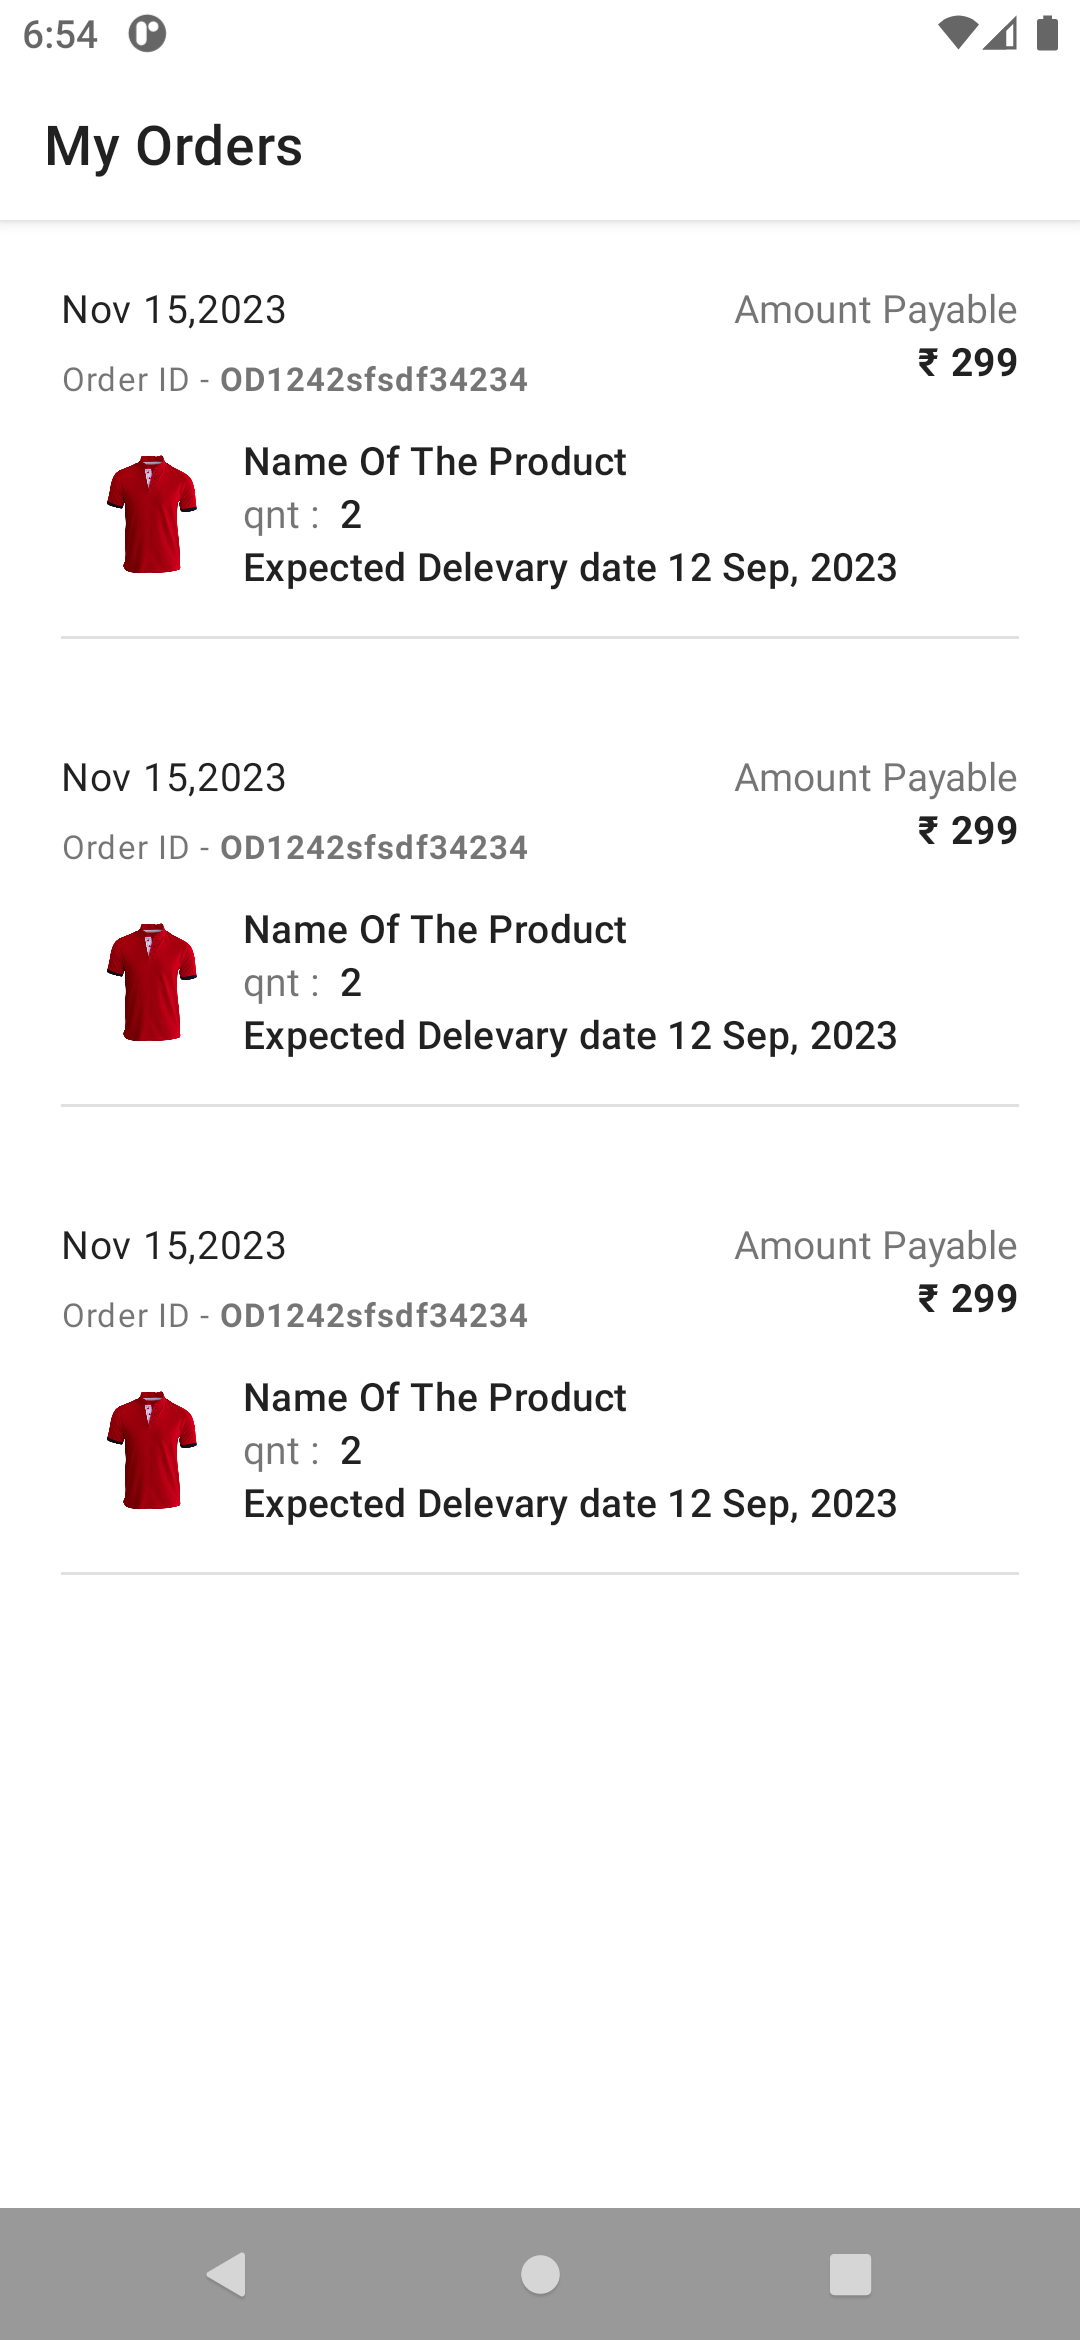 6:54
My Orders
Nov 15,2023
Amount Payable
Order ID - OD1242sfsdf34234
₹ 299
Name Of The Product
qnt : 2
Expected Delevary date 12 Sep, 2023
Nov 15,2023
Amount Payable
Order ID - OD1242sfsdf34234
₹ 299
Name Of The Product
qnt : 2
Expected Delevary date 12 Sep, 2023
Nov 15,2023
Amount Payable
Order ID - OD1242sfsdf34234
₹ 299
Name Of The Product
qnt : 2
Expected Delevary date 12 Sep, 2023